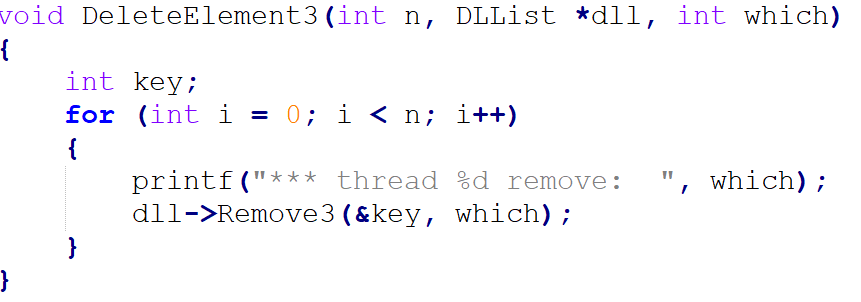 void DeleteElement3(int n, DLList *dll, int which)
{
    int key;
    for (int i = 0; i < n; i++)
    {
        printf("*** thread %d remove:  ", which);
        dll->Remove3(&key, which);
    }
}